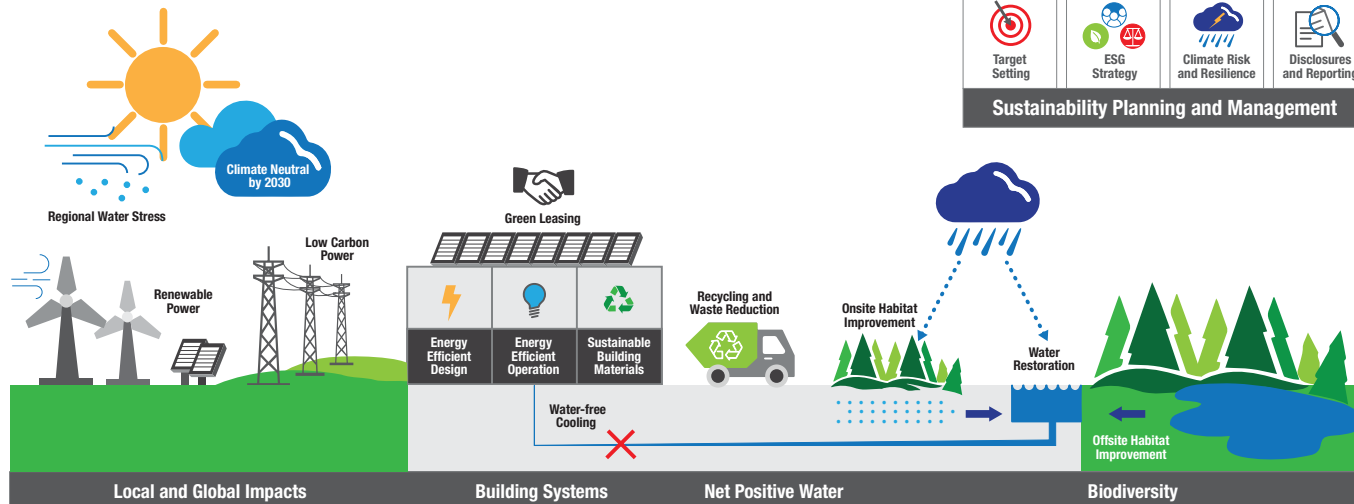 Target
Setting
ESG
Strategy
Climate Risk
and Resilience
Disclosures
and Reporting
Sustainability Planning and Management
Climate Neutral
by 2030
Regional Water Stress
Green Leasing
Low Carbon
Power
Renewable
Power
Recycling and
Waste Reduction
Onsite Habitat
Improvement
Energy
Efficient
Design
Energy
Efficient
Operation
Sustainable
Building
Materials
Water
Restoration
Water-free
Cooling
Offsite Habitat
Improvement
Local and Global Impacts
Building Systems
Net Positive Water
Biodiversity